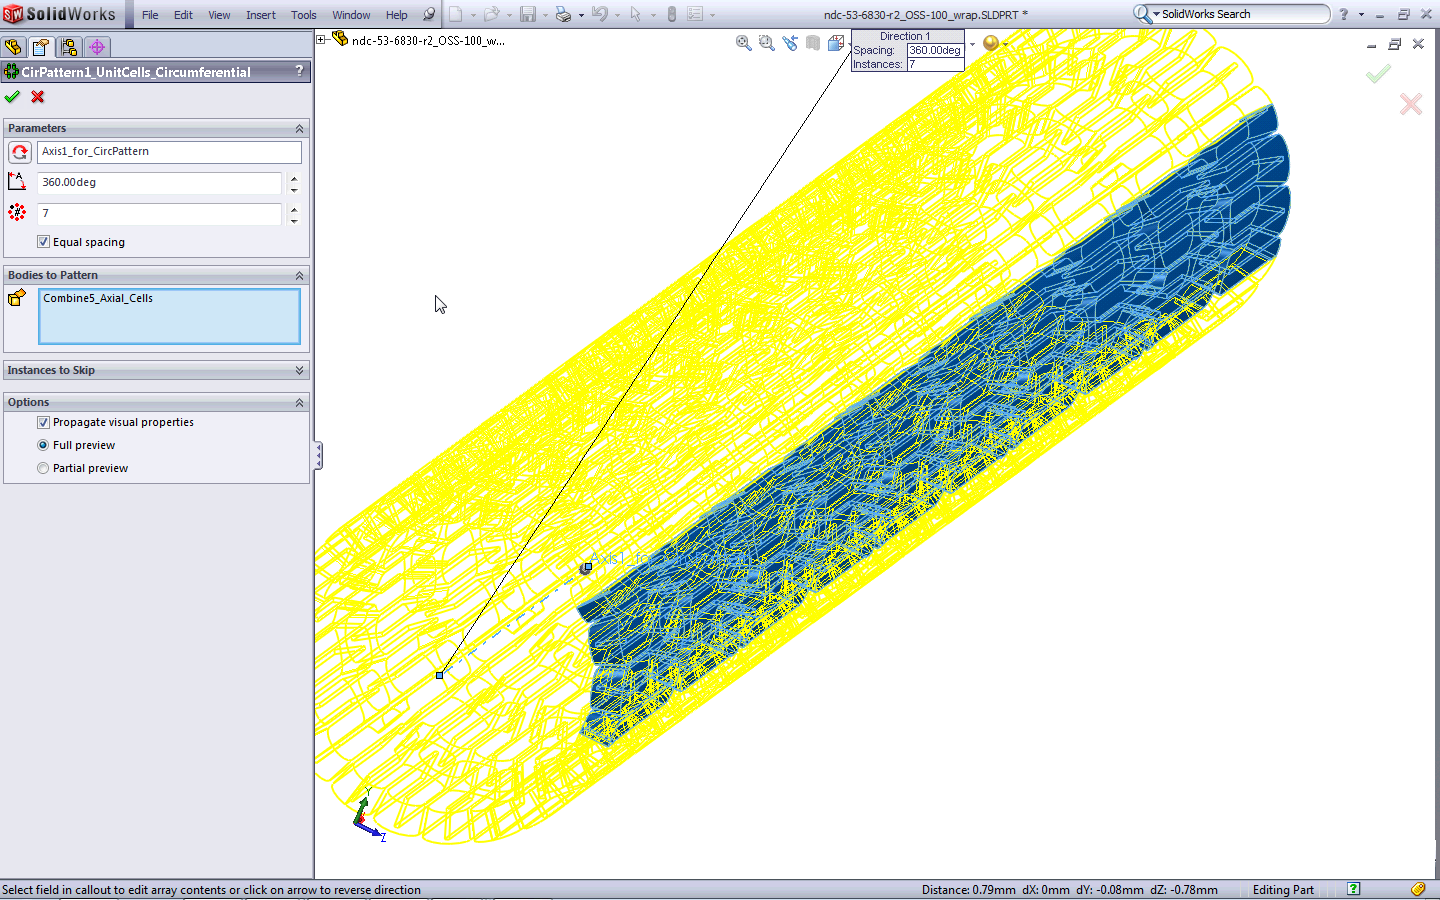 SW SolidWorks File Edit View Insert Tools Window Help ndc-53-6830-r2_OSS-100_wrap.SLDPRT * SolidWorks Search ?
ndc-53-6830-r2_OSS-100_w...
Direction 1
Spacing: 360.00deg
Instances: 7
CirPattern1_UnitCells_Circumferential ?
Parameters
Axis1_for_CircPattern
360.00deg
7
Equal spacing
Bodies to Pattern
Combine5_Axial_Cells
Instances to Skip
Options
Propagate visual properties
Full preview
Partial preview
Y
Z
Select field in callout to edit array contents or click on arrow to reverse direction
Distance: 0.79mm dX: 0mm dY: -0.08mm dZ: -0.78mm Editing Part ?